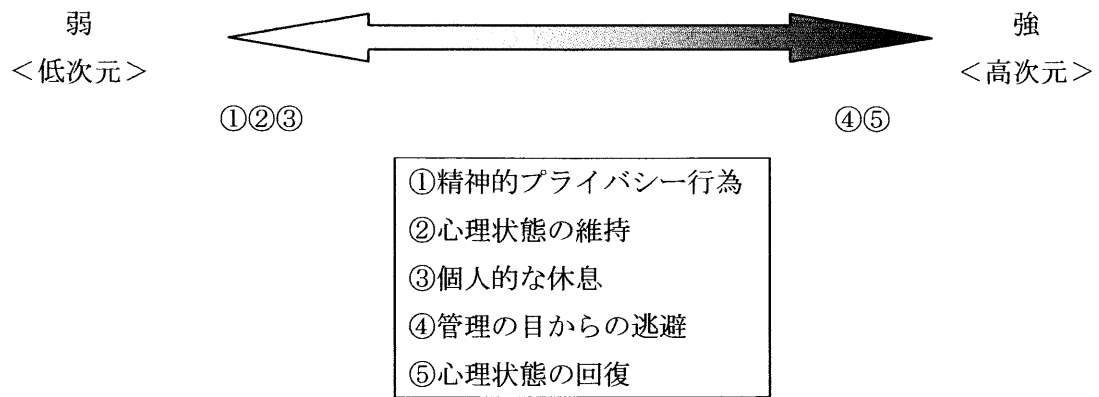 弱
強
＜低次元＞
＜高次元＞
①②③
④⑤
①精神的プライバシー行為
②心理状態の維持
③個人的な休息
④管理の目からの逃避
⑤心理状態の回復